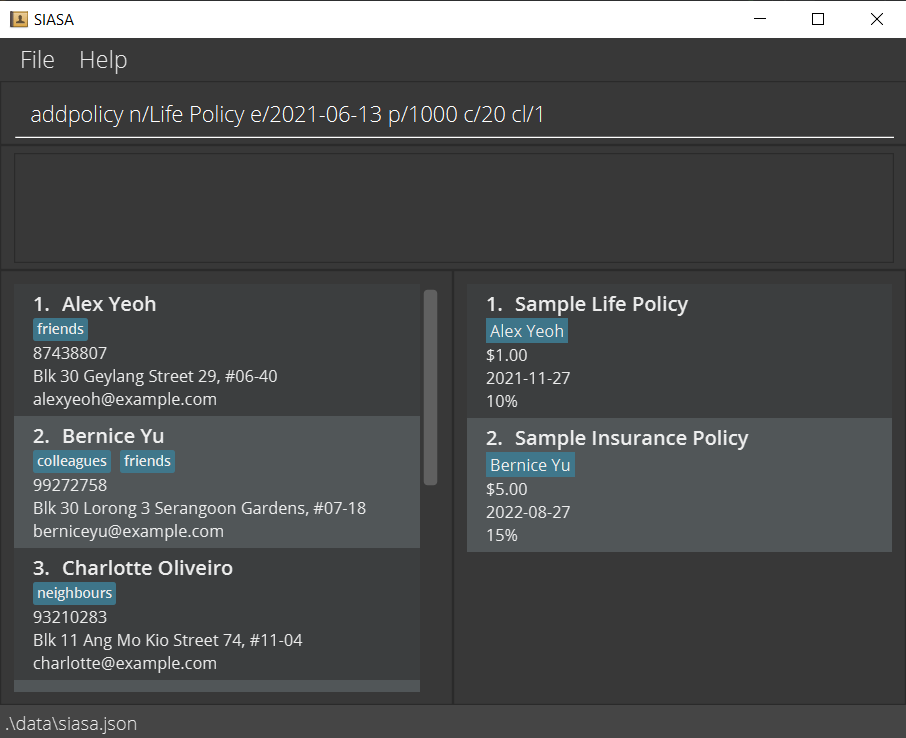 SIASA
File Help
addpolicy n/Life Policy e/2021-06-13 p/1000 c/20 cl/1
1. Alex Yeoh
friends
87438807
Blk 30 Geylang Street 29, #06-40
alexyeoh@example.com
2. Bernice Yu
colleagues friends
99272758
Blk 30 Lorong 3 Serangoon Gardens, #07-18
berniceyu@example.com
3. Charlotte Oliveiro
neighbours
93210283
Blk 11 Ang Mo Kio Street 74, #11-04
charlotte@example.com
1. Sample Life Policy
Alex Yeoh
$1.00
2021-11-27
10%
2. Sample Insurance Policy
Bernice Yu
$5.00
2022-08-27
15%
.\data\siasa.json